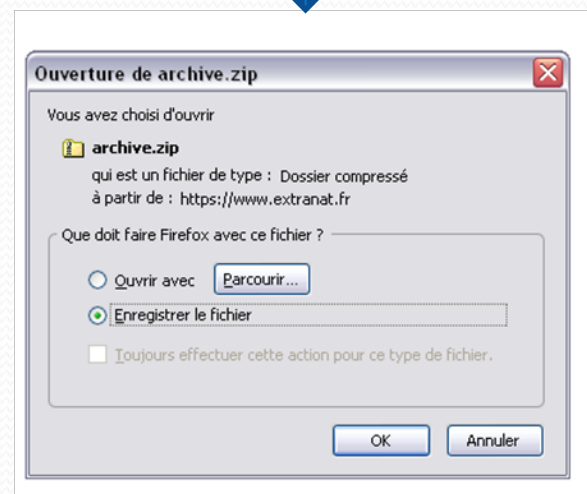 Ouverture de archive.zip
Vous avez choisi d'ouvrir
archive.zip
qui est un fichier de type : Dossier compressé
à partir de : https://www.extranat.fr
Que doit faire Firefox avec ce fichier ?
Ouvrir avec Parcourir...
Enregistrer le fichier
Toujours effectuer cette action pour ce type de fichier.
OK Annuler